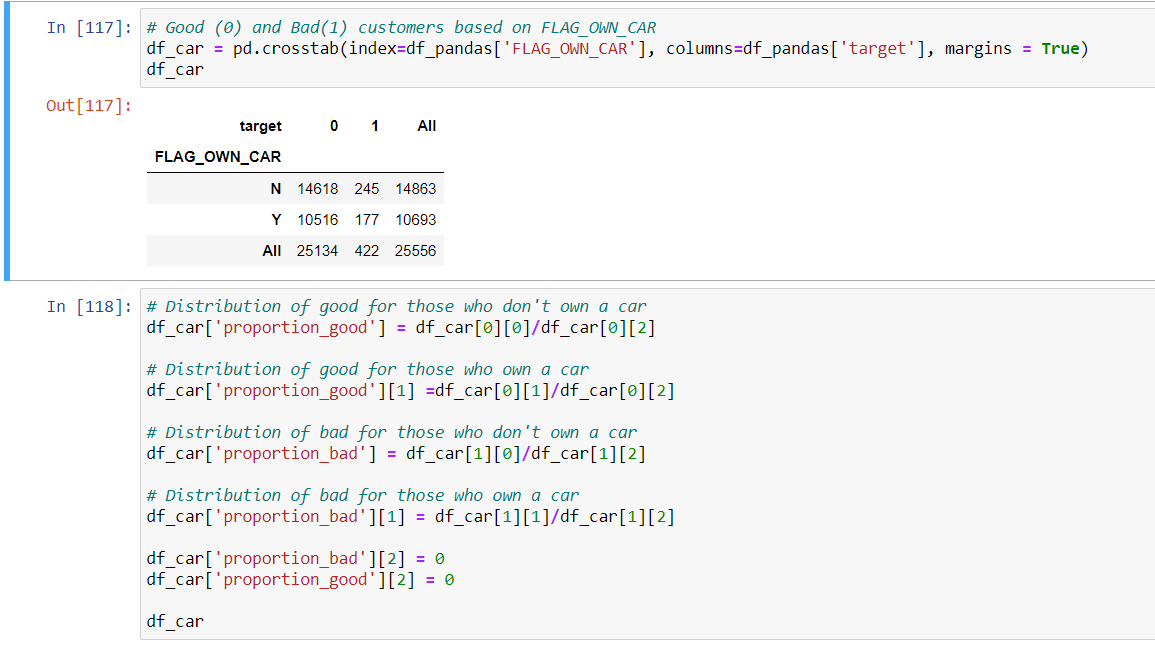 In [117]: # Good (0) and Bad(1) customers based on FLAG_OWN_CAR
df_car = pd.crosstab(index=df_pandas['FLAG_OWN_CAR'], columns=df_pandas['target'], margins = True)
df_car
Out[117]:
target 0 1 All
FLAG_OWN_CAR
N 14618 245 14863
Y 10516 177 10693
All 25134 422 25556
In [118]: # Distribution of good for those who don't own a car
df_car['proportion_good'] = df_car[0][0]/df_car[0][2]
# Distribution of good for those who own a car
df_car['proportion_good'][1] =df_car[0][1]/df_car[0][2]
# Distribution of bad for those who don't own a car
df_car['proportion_bad'] = df_car[1][0]/df_car[1][2]
# Distribution of bad for those who own a car
df_car['proportion_bad'][1] = df_car[1][1]/df_car[1][2]
df_car['proportion_bad'][2] = 0
df_car['proportion_good'][2] = 0
df_car